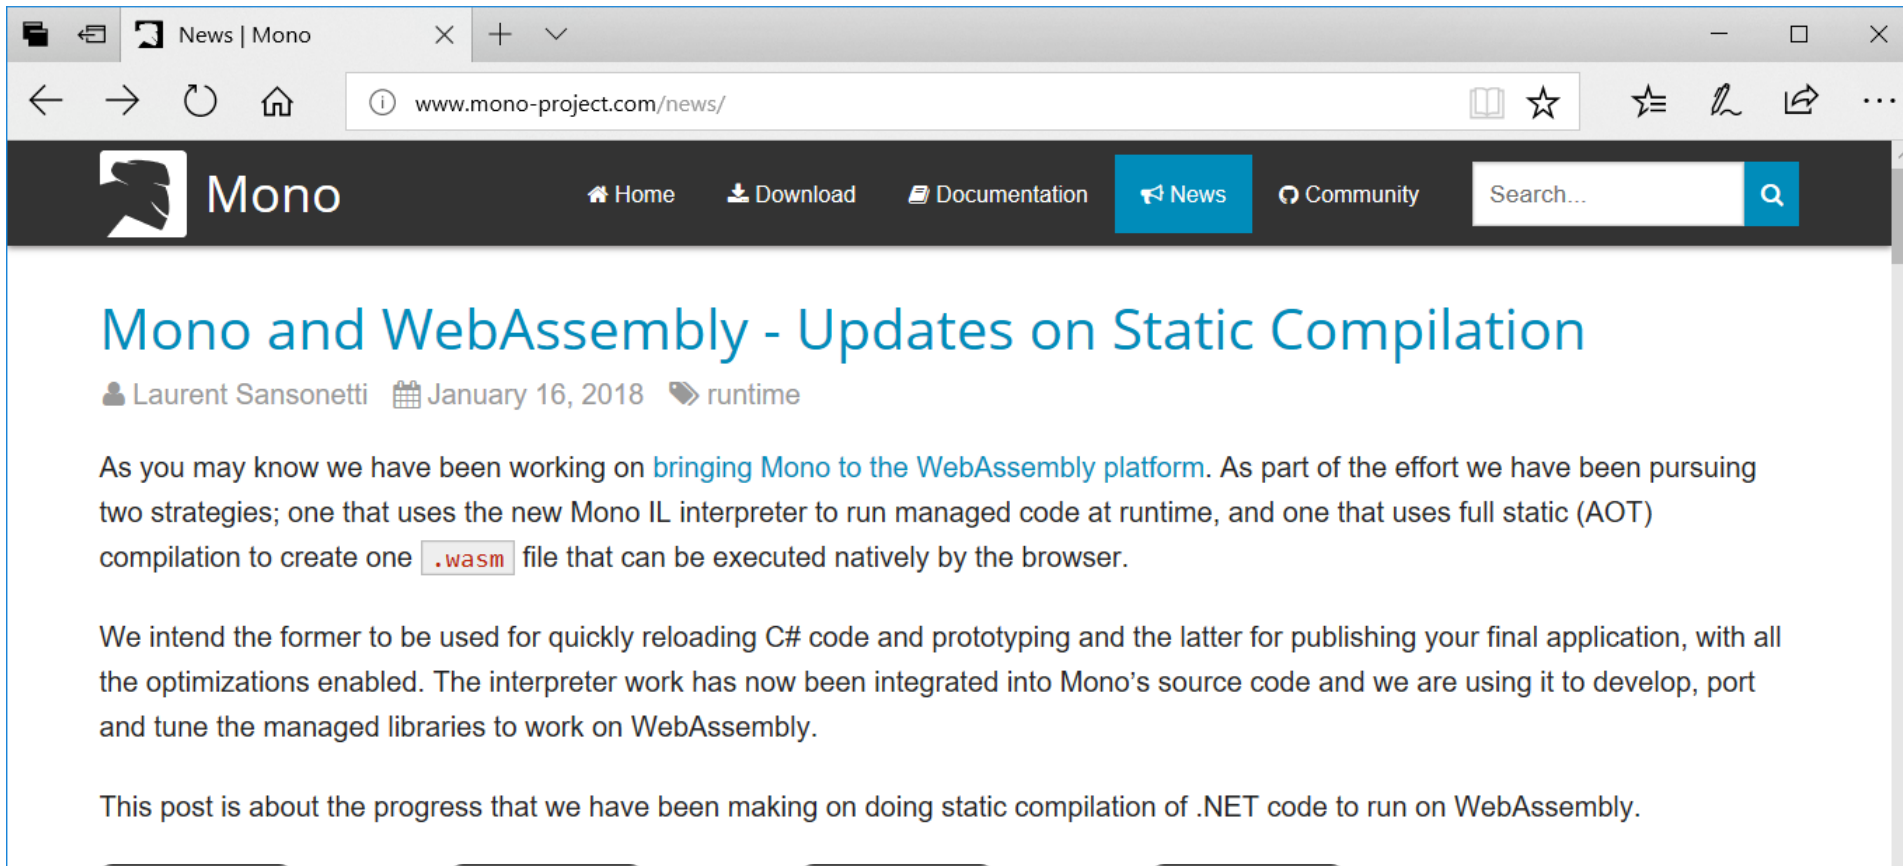 News | Mono
www.mono-project.com/news/
Mono
Home
Download
Documentation
News
Community
Search...
Mono and WebAssembly - Updates on Static Compilation
Laurent Sansonetti January 16, 2018 runtime
As you may know we have been working on bringing Mono to the WebAssembly platform. As part of the effort we have been pursuing
two strategies; one that uses the new Mono IL interpreter to run managed code at runtime, and one that uses full static (AOT)
compilation to create one .wasm file that can be executed natively by the browser.
We intend the former to be used for quickly reloading C# code and prototyping and the latter for publishing your final application, with all
the optimizations enabled. The interpreter work has now been integrated into Mono’s source code and we are using it to develop, port
and tune the managed libraries to work on WebAssembly.
This post is about the progress that we have been making on doing static compilation of .NET code to run on WebAssembly.